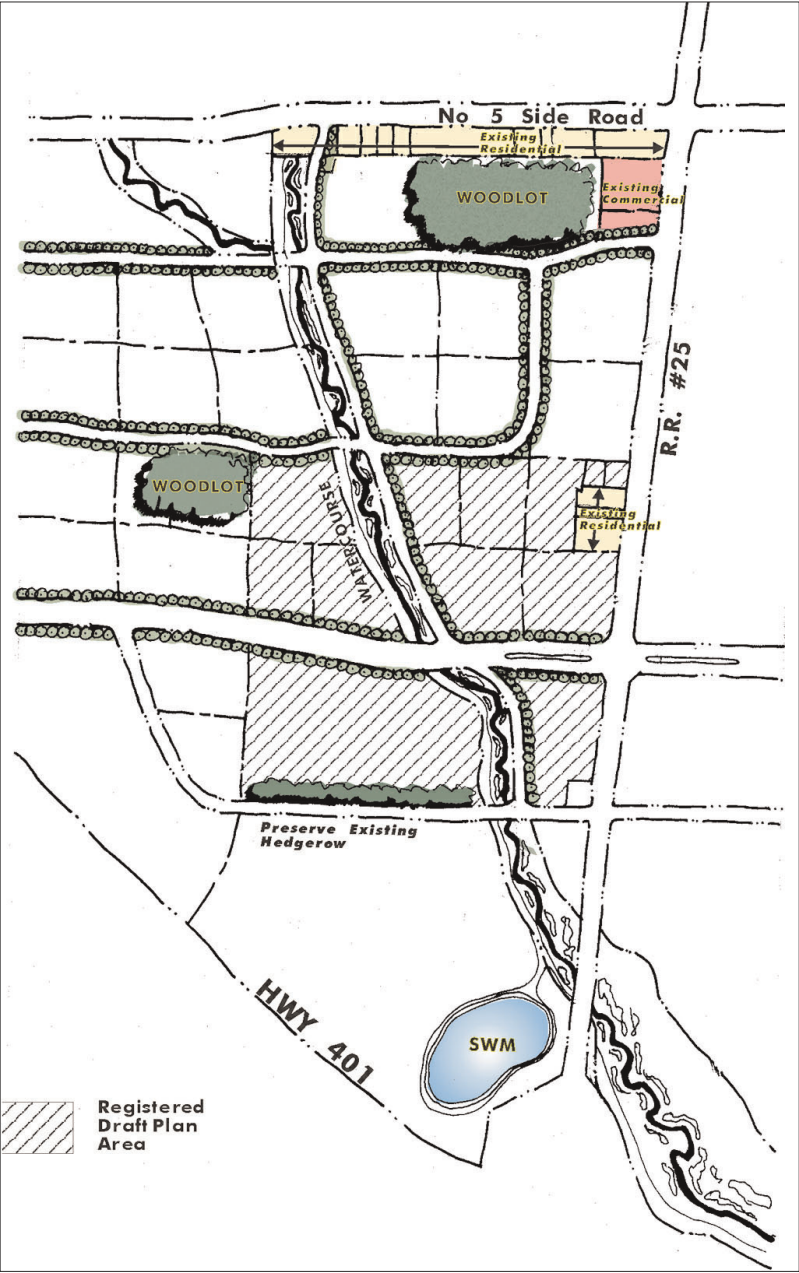 No 5 Side Road
Existing
Residential
WOODLOT
Existing
Commercial
R.R. #25
WOODLOT
WATERCOURSE
Existing
Residential
Preserve Existing
Hedgerow
HWY 401
SWM
Registered
Draft Plan
Area